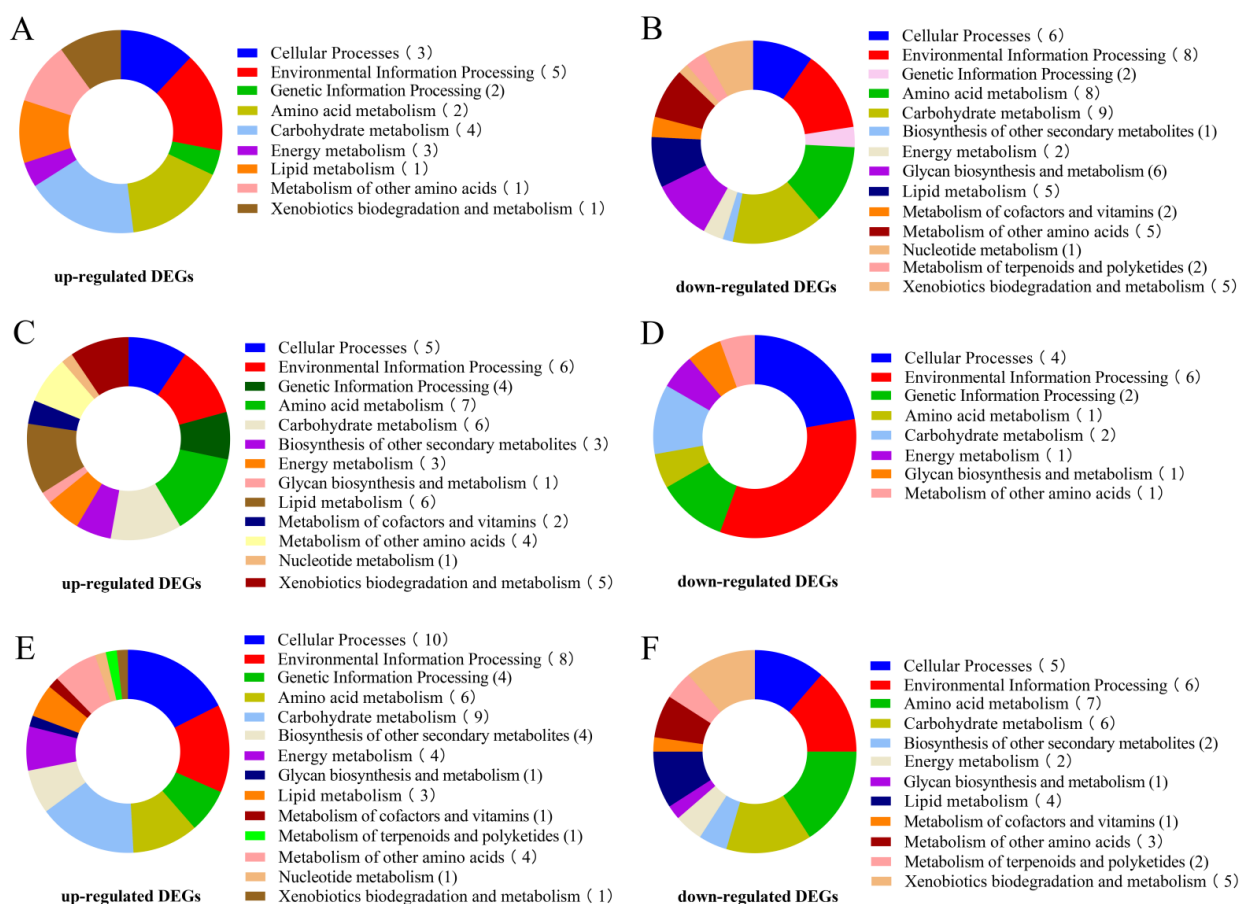 A
Cellular Processes ( 3 )
Environmental Information Processing ( 5 )
Genetic Information Processing (2)
Amino acid metabolism ( 2 )
Carbohydrate metabolism ( 4 )
Energy metabolism ( 3 )
Lipid metabolism ( 1 )
Metabolism of other amino acids ( 1 )
Xenobiotics biodegradation and metabolism ( 1 )
up-regulated DEGs
B
Cellular Processes ( 6 )
Environmental Information Processing ( 8 )
Genetic Information Processing (2)
Amino acid metabolism ( 8 )
Carbohydrate metabolism ( 9 )
Biosynthesis of other secondary metabolites (1)
Energy metabolism ( 2 )
Glycan biosynthesis and metabolism (6)
Lipid metabolism ( 5 )
Metabolism of cofactors and vitamins (2)
Metabolism of other amino acids ( 5 )
Nucleotide metabolism (1)
Metabolism of terpenoids and polyketides (2)
Xenobiotics biodegradation and metabolism ( 5 )
down-regulated DEGs
C
Cellular Processes ( 5 )
Environmental Information Processing ( 6 )
Genetic Information Processing (4)
Amino acid metabolism ( 7 )
Carbohydrate metabolism ( 6 )
Biosynthesis of other secondary metabolites ( 3 )
Energy metabolism ( 3 )
Glycan biosynthesis and metabolism ( 1 )
Lipid metabolism ( 6 )
Metabolism of cofactors and vitamins ( 2 )
Metabolism of other amino acids ( 4 )
Nucleotide metabolism (1)
Xenobiotics biodegradation and metabolism ( 5 )
up-regulated DEGs
D
Cellular Processes ( 4 )
Environmental Information Processing ( 6 )
Genetic Information Processing ( 2 )
Amino acid metabolism ( 1 )
Carbohydrate metabolism ( 2 )
Energy metabolism ( 1 )
Glycan biosynthesis and metabolism ( 1 )
Metabolism of other amino acids ( 1 )
down-regulated DEGs
E
Cellular Processes ( 10 )
Environmental Information Processing ( 8 )
Genetic Information Processing ( 4 )
Amino acid metabolism ( 6 )
Carbohydrate metabolism ( 9 )
Biosynthesis of other secondary metabolites (4)
Energy metabolism ( 4 )
Glycan biosynthesis and metabolism (1)
Lipid metabolism ( 3 )
Metabolism of cofactors and vitamins (1)
Metabolism of terpenoids and polyketides (1)
Metabolism of other amino acids ( 4 )
Nucleotide metabolism (1)
Xenobiotics biodegradation and metabolism ( 1 )
up-regulated DEGs
F
Cellular Processes ( 5 )
Environmental Information Processing ( 6 )
Amino acid metabolism ( 7 )
Carbohydrate metabolism ( 6 )
Biosynthesis of other secondary metabolites (2)
Energy metabolism ( 2 )
Glycan biosynthesis and metabolism (1)
Lipid metabolism ( 4 )
Metabolism of cofactors and vitamins (1)
Metabolism of other amino acids ( 3 )
Metabolism of terpenoids and polyketides (2)
Xenobiotics biodegradation and metabolism ( 5 )
down-regulated DEGs